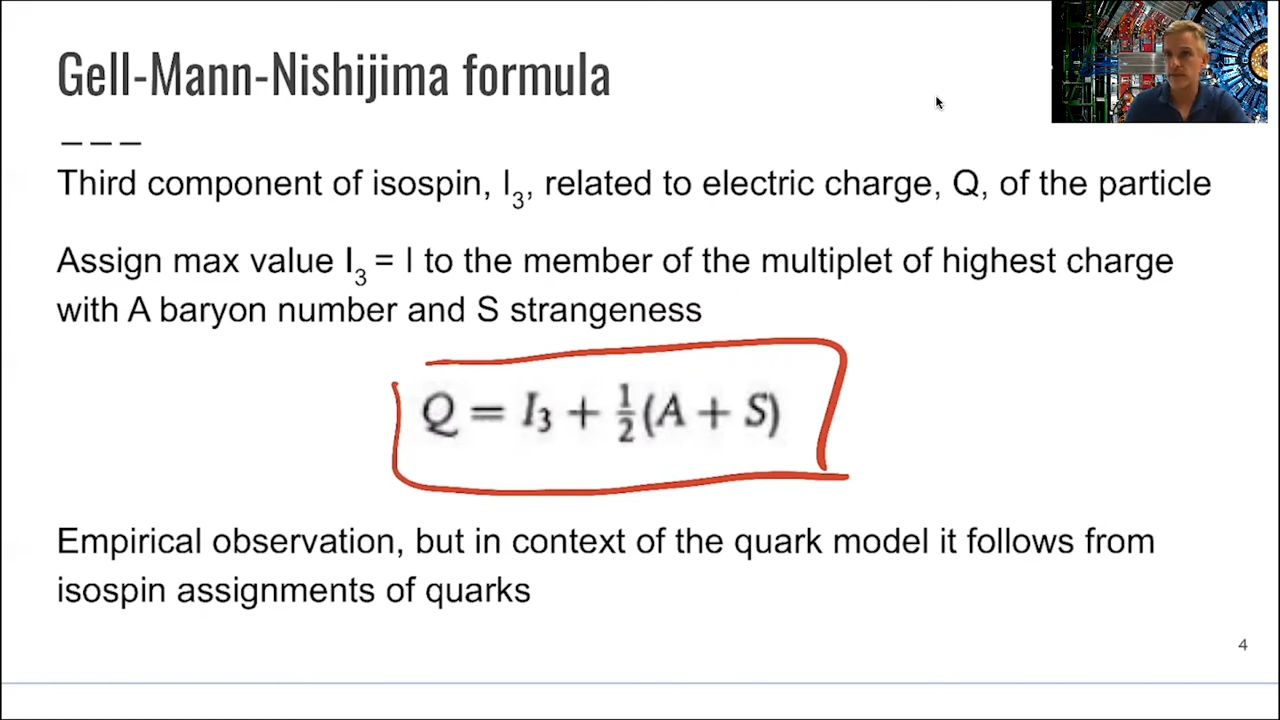 Gell-Mann-Nishijima formula
Third component of isospin, I₃, related to electric charge, Q, of the particle
Assign max value I₃ = I to the member of the multiplet of highest charge
with A baryon number and S strangeness
Q = I₃ + ½(A + S)
Empirical observation, but in context of the quark model it follows from
isospin assignments of quarks
4